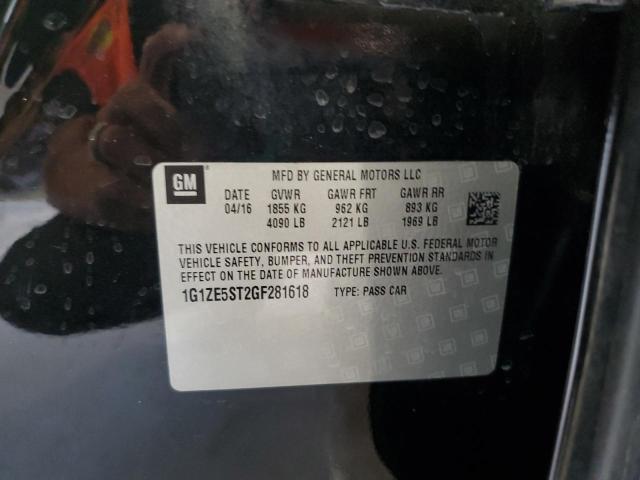 GM
MFD BY GENERAL MOTORS LLC
DATE GVWR GAWR FRT GAWR RR
04/16 1855 KG 962 KG 893 KG
4090 LB 2121 LB 1969 LB
THIS VEHICLE CONFORMS TO ALL APPLICABLE U.S. FEDERAL MOTOR
VEHICLE SAFETY, BUMPER, AND THEFT PREVENTION STANDARDS IN
EFFECT ON THE DATE OF MANUFACTURE SHOWN ABOVE.
1G1ZE5ST2GF281618 TYPE: PASS CAR